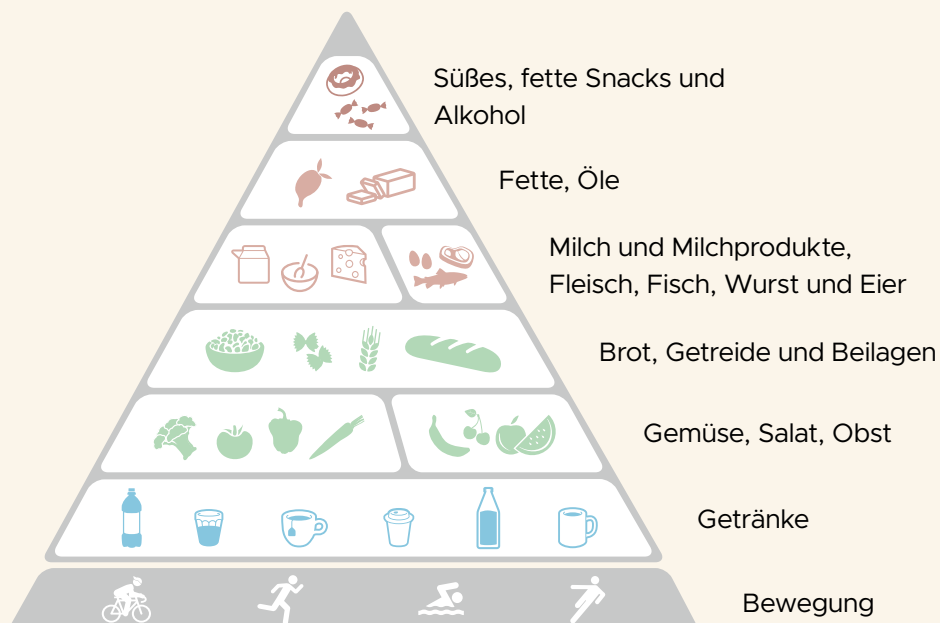 Süßes, fette Snacks und
Alkohol
Fette, Öle
Milch und Milchprodukte,
Fleisch, Fisch, Wurst und Eier
Brot, Getreide und Beilagen
Gemüse, Salat, Obst
Getränke
Bewegung